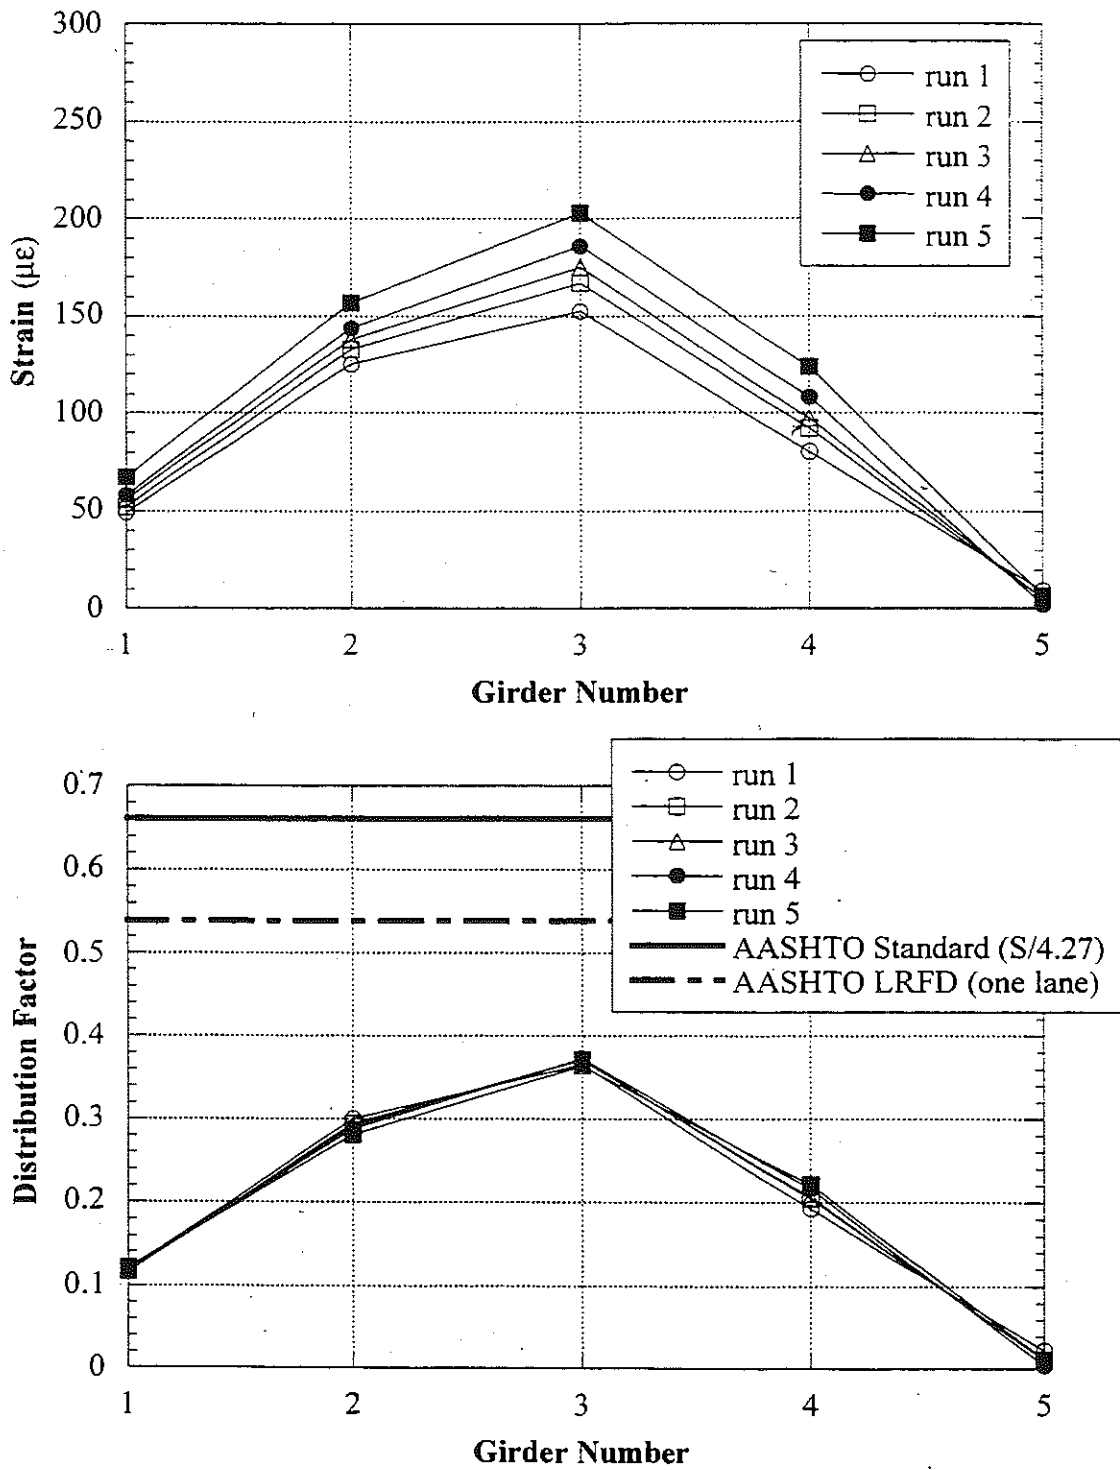 300
250
200
150
100
50
0
Strain (με)
run 1
run 2
run 3
run 4
run 5
1 2 3 4 5
Girder Number
0.7
0.6
0.5
0.4
0.3
0.2
0.1
0
Distribution Factor
run 1
run 2
run 3
run 4
run 5
AASHTO Standard (S/4.27)
AASHTO LRFD (one lane)
1 2 3 4 5
Girder Number